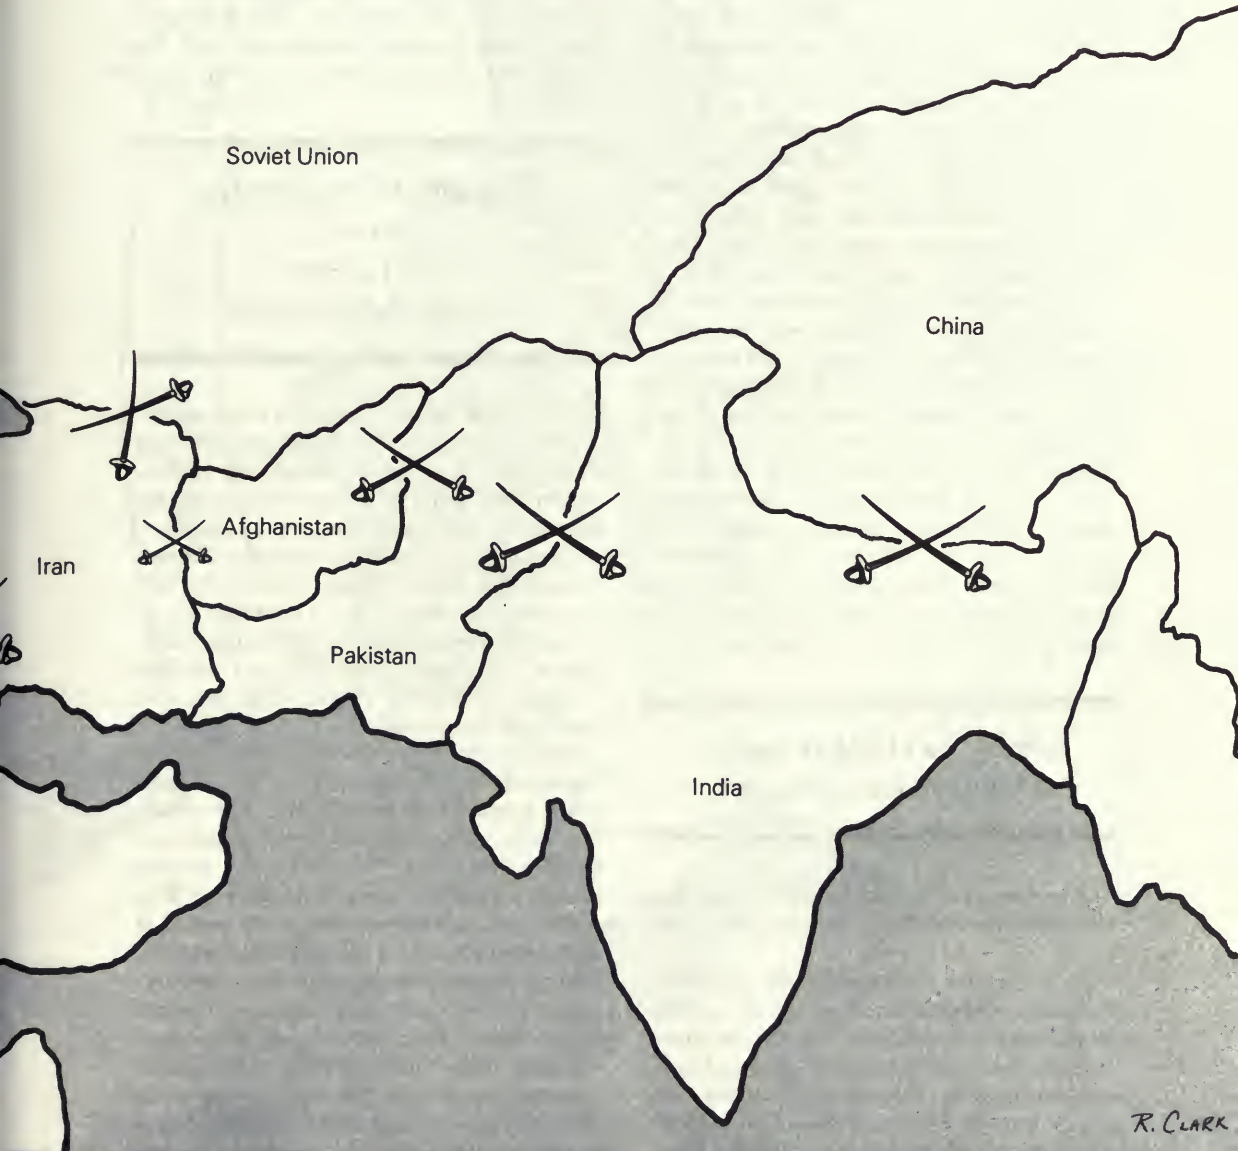 Soviet Union
China
Afghanistan
Iran
Pakistan
India
R. CLARK